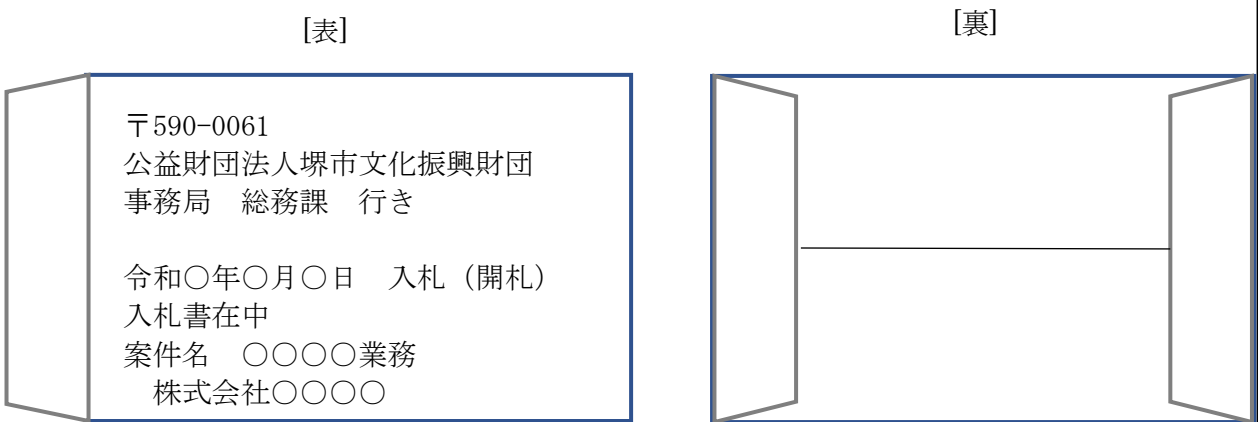 [表]
[裏]
〒590-0061
公益財団法人堺市文化振興財団
事務局　総務課　行き
令和○年○月○日　入札（開札）
入札書在中
案件名　○○○○業務
株式会社○○○○